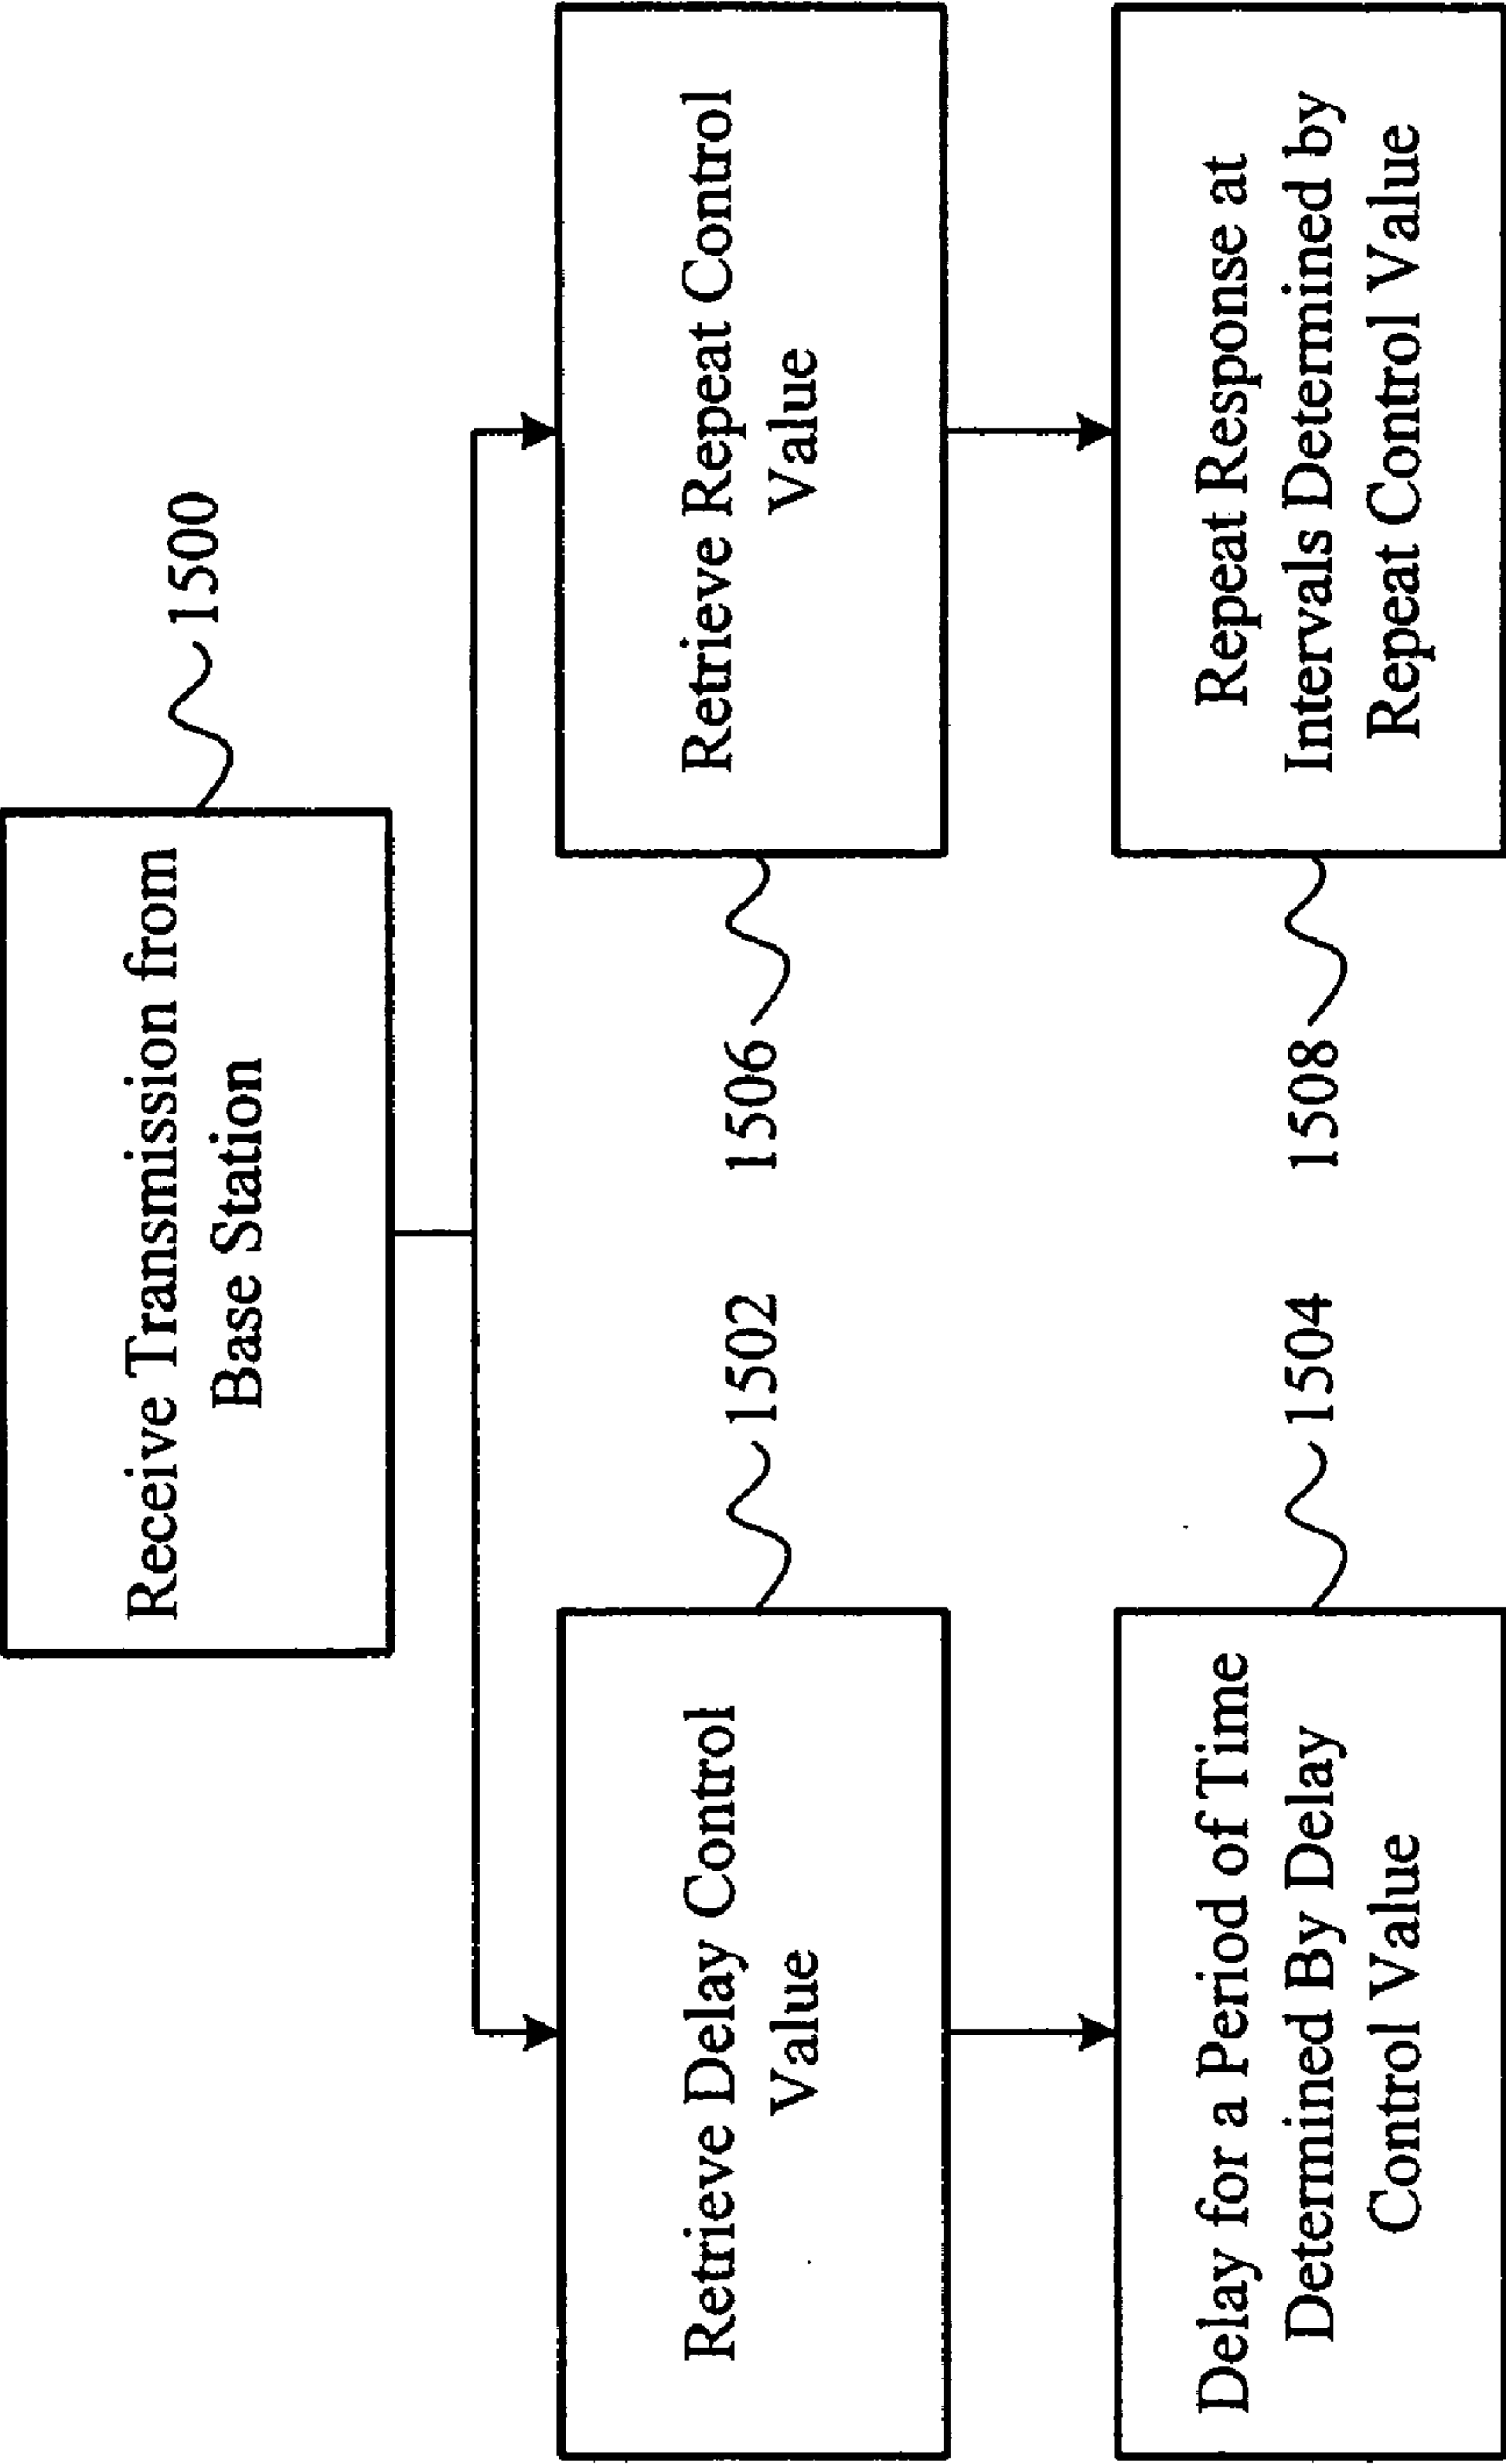 Receive Transmission from
Base Station
1500
Retrieve Delay Control
Value
1502
1506
Retrieve Repeat Control
Value
Delay for a Period of Time
Determined By Delay
Control Value
1504
1508
Repeat Response at
Intervals Determined by
Repeat Control Value